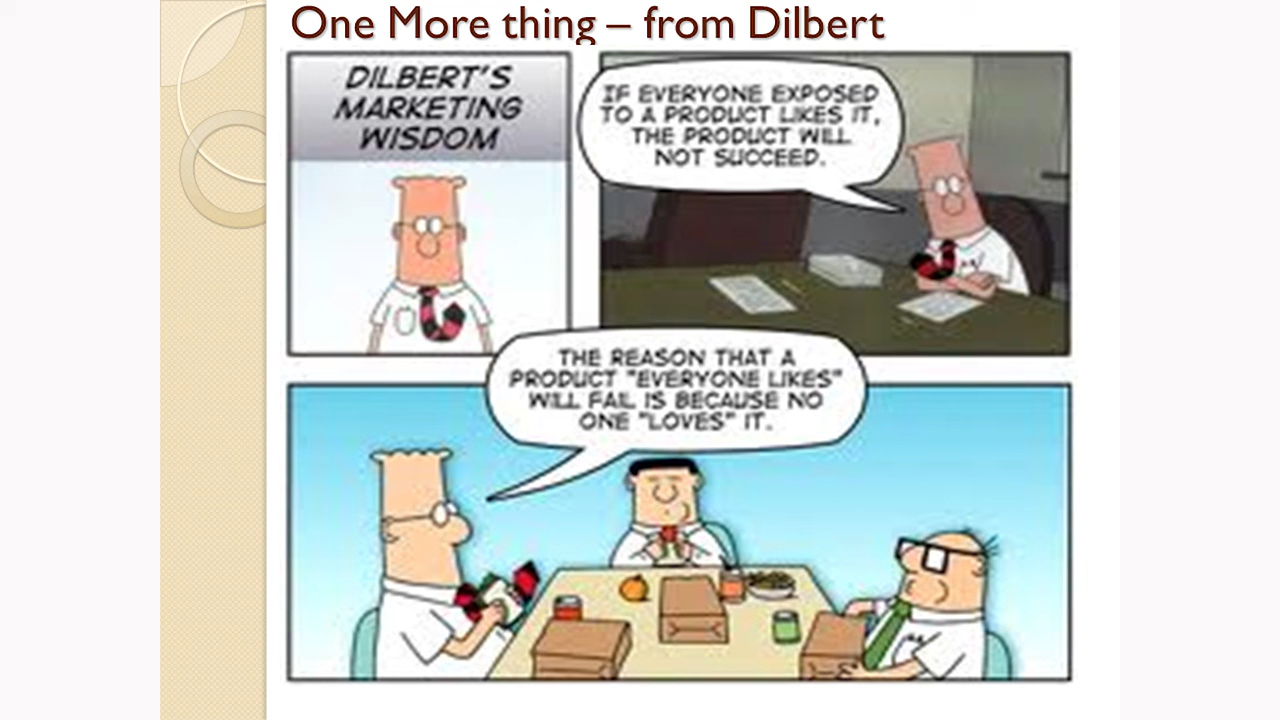 One More thing – from Dilbert
DILBERT'S
MARKETING
WISDOM
IF EVERYONE EXPOSED
TO A PRODUCT LIKES IT,
THE PRODUCT WILL
NOT SUCCEED.
THE REASON THAT A
PRODUCT "EVERYONE LIKES"
WILL FAIL IS BECAUSE NO
ONE "LOVES" IT.